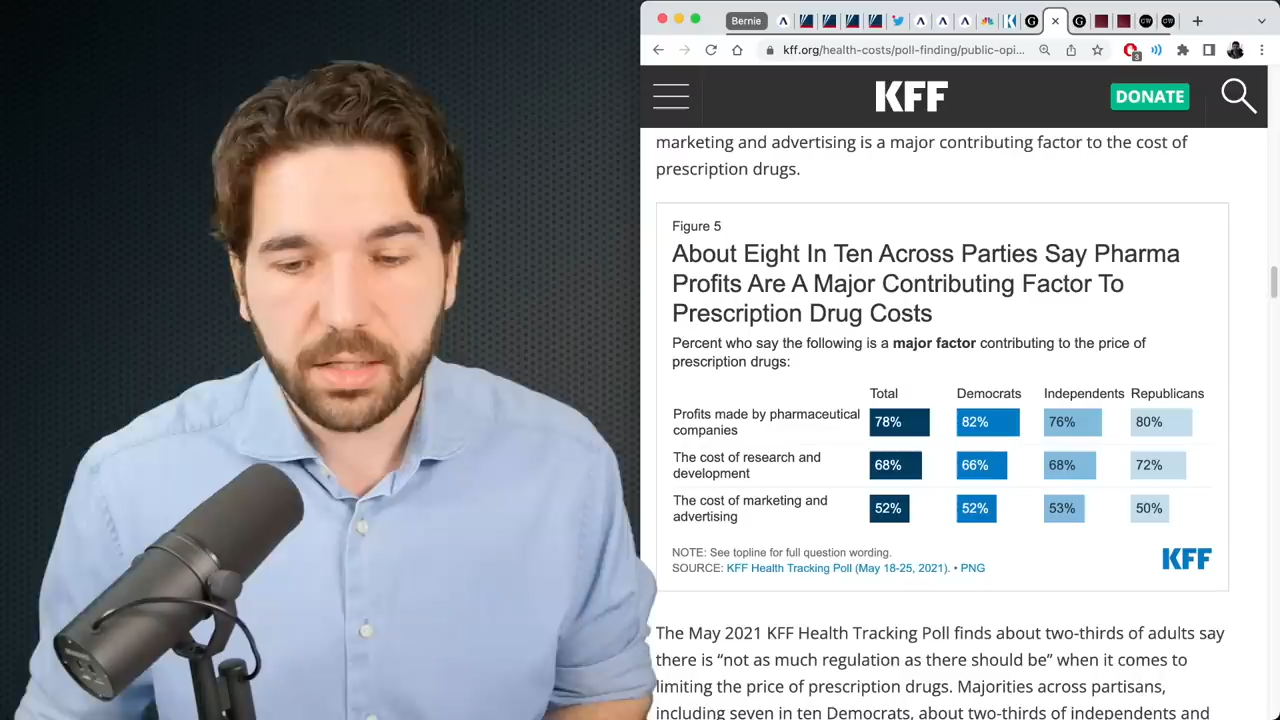 Bernie
kff.org/health-costs/poll-finding/public-opi...
3
KFF
DONATE
marketing and advertising is a major contributing factor to the cost of
prescription drugs.
Figure 5
About Eight In Ten Across Parties Say Pharma
Profits Are A Major Contributing Factor To
Prescription Drug Costs
Percent who say the following is a major factor contributing to the price of
prescription drugs:
Total Democrats Independents Republicans
Profits made by pharmaceutical
companies
78% 82% 76% 80%
The cost of research and
development
68% 66% 68% 72%
The cost of marketing and
advertising
52% 52% 53% 50%
NOTE: See topline for full question wording.
SOURCE: KFF Health Tracking Poll (May 18-25, 2021). • PNG
KFF
The May 2021 KFF Health Tracking Poll finds about two-thirds of adults say
there is “not as much regulation as there should be” when it comes to
limiting the price of prescription drugs. Majorities across partisans,
including seven in ten Democrats, about two-thirds of independents and